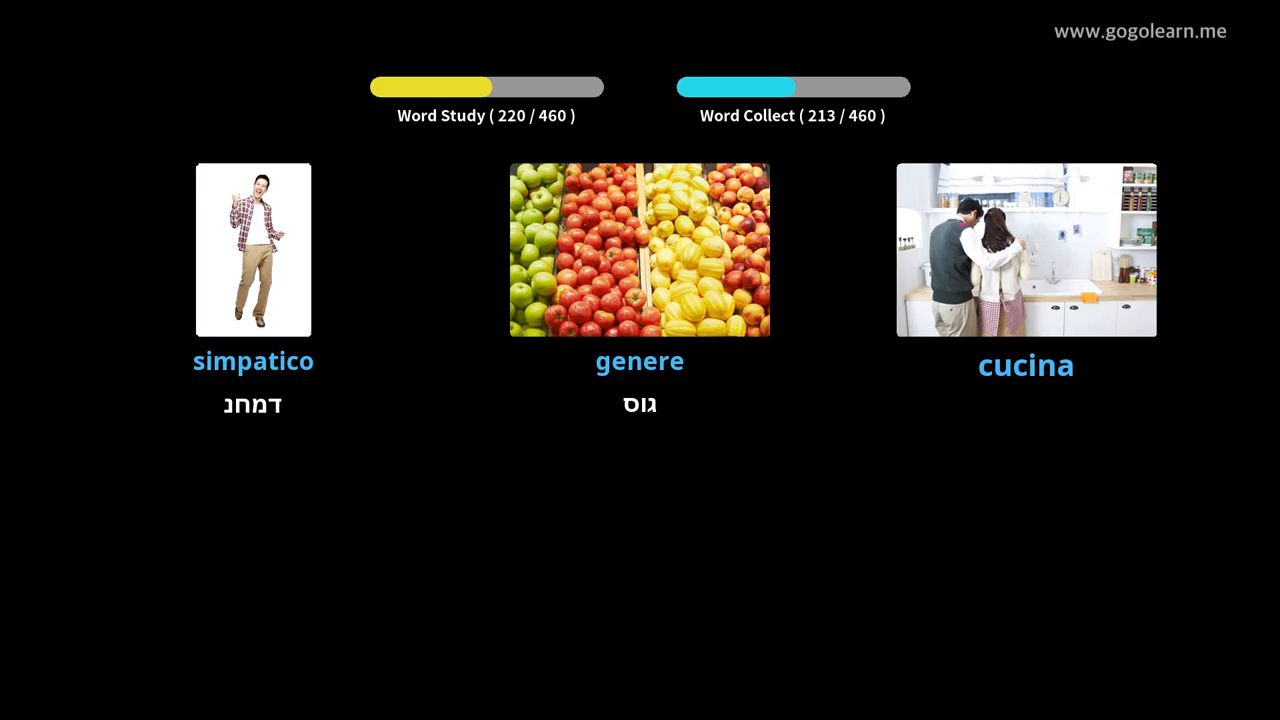 www.gogolearn.me
Word Study ( 220 / 460 )
Word Collect ( 213 / 460 )
simpatico
דמחנ
genere
גוס
cucina